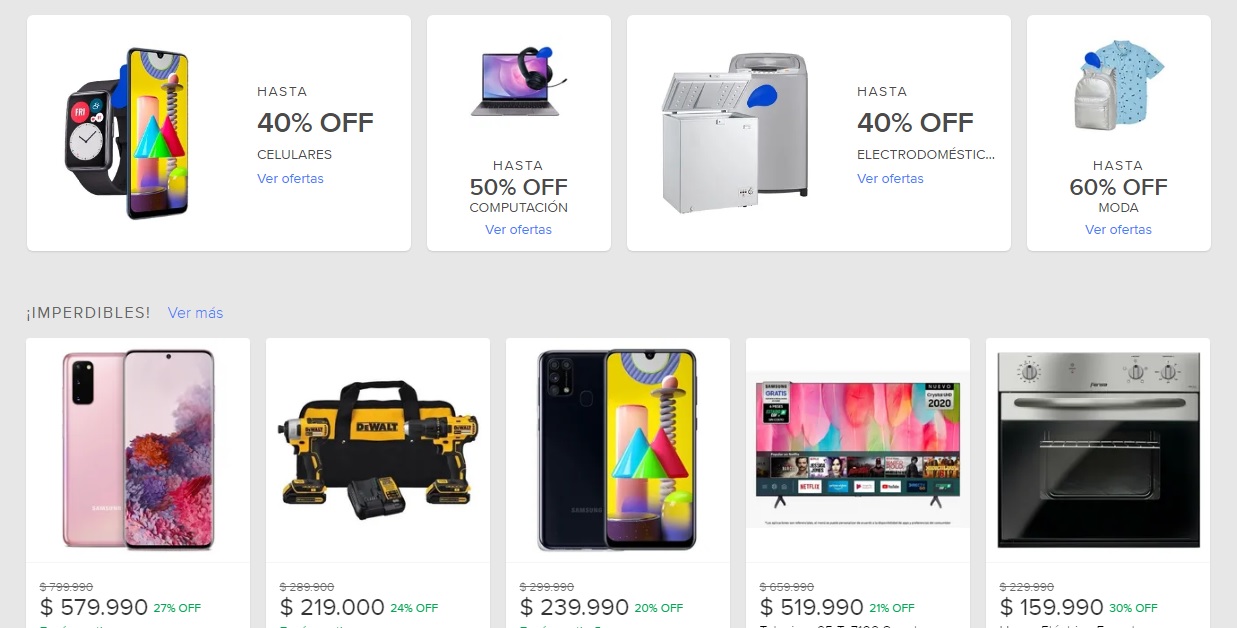 HASTA
40% OFF
CELULARES
Ver ofertas
HASTA
50% OFF
COMPUTACIÓN
Ver ofertas
HASTA
40% OFF
ELECTRODOMÉSTIC...
Ver ofertas
HASTA
60% OFF
MODA
Ver ofertas
¡IMPERDIBLES! Ver más
FRI
SAMSUNG
DEWALT
DEWALT
SAMSUNG
SAMSUNG
GRATIS
NUEVO
Crystal UHD
2020
NETFLIX
YouTube
$ 799.990
$ 579.990 27% OFF
$ 289.900
$ 219.000 24% OFF
$ 299.990
$ 239.990 20% OFF
$ 659.990
$ 519.990 21% OFF
$ 229.990
$ 159.990 30% OFF